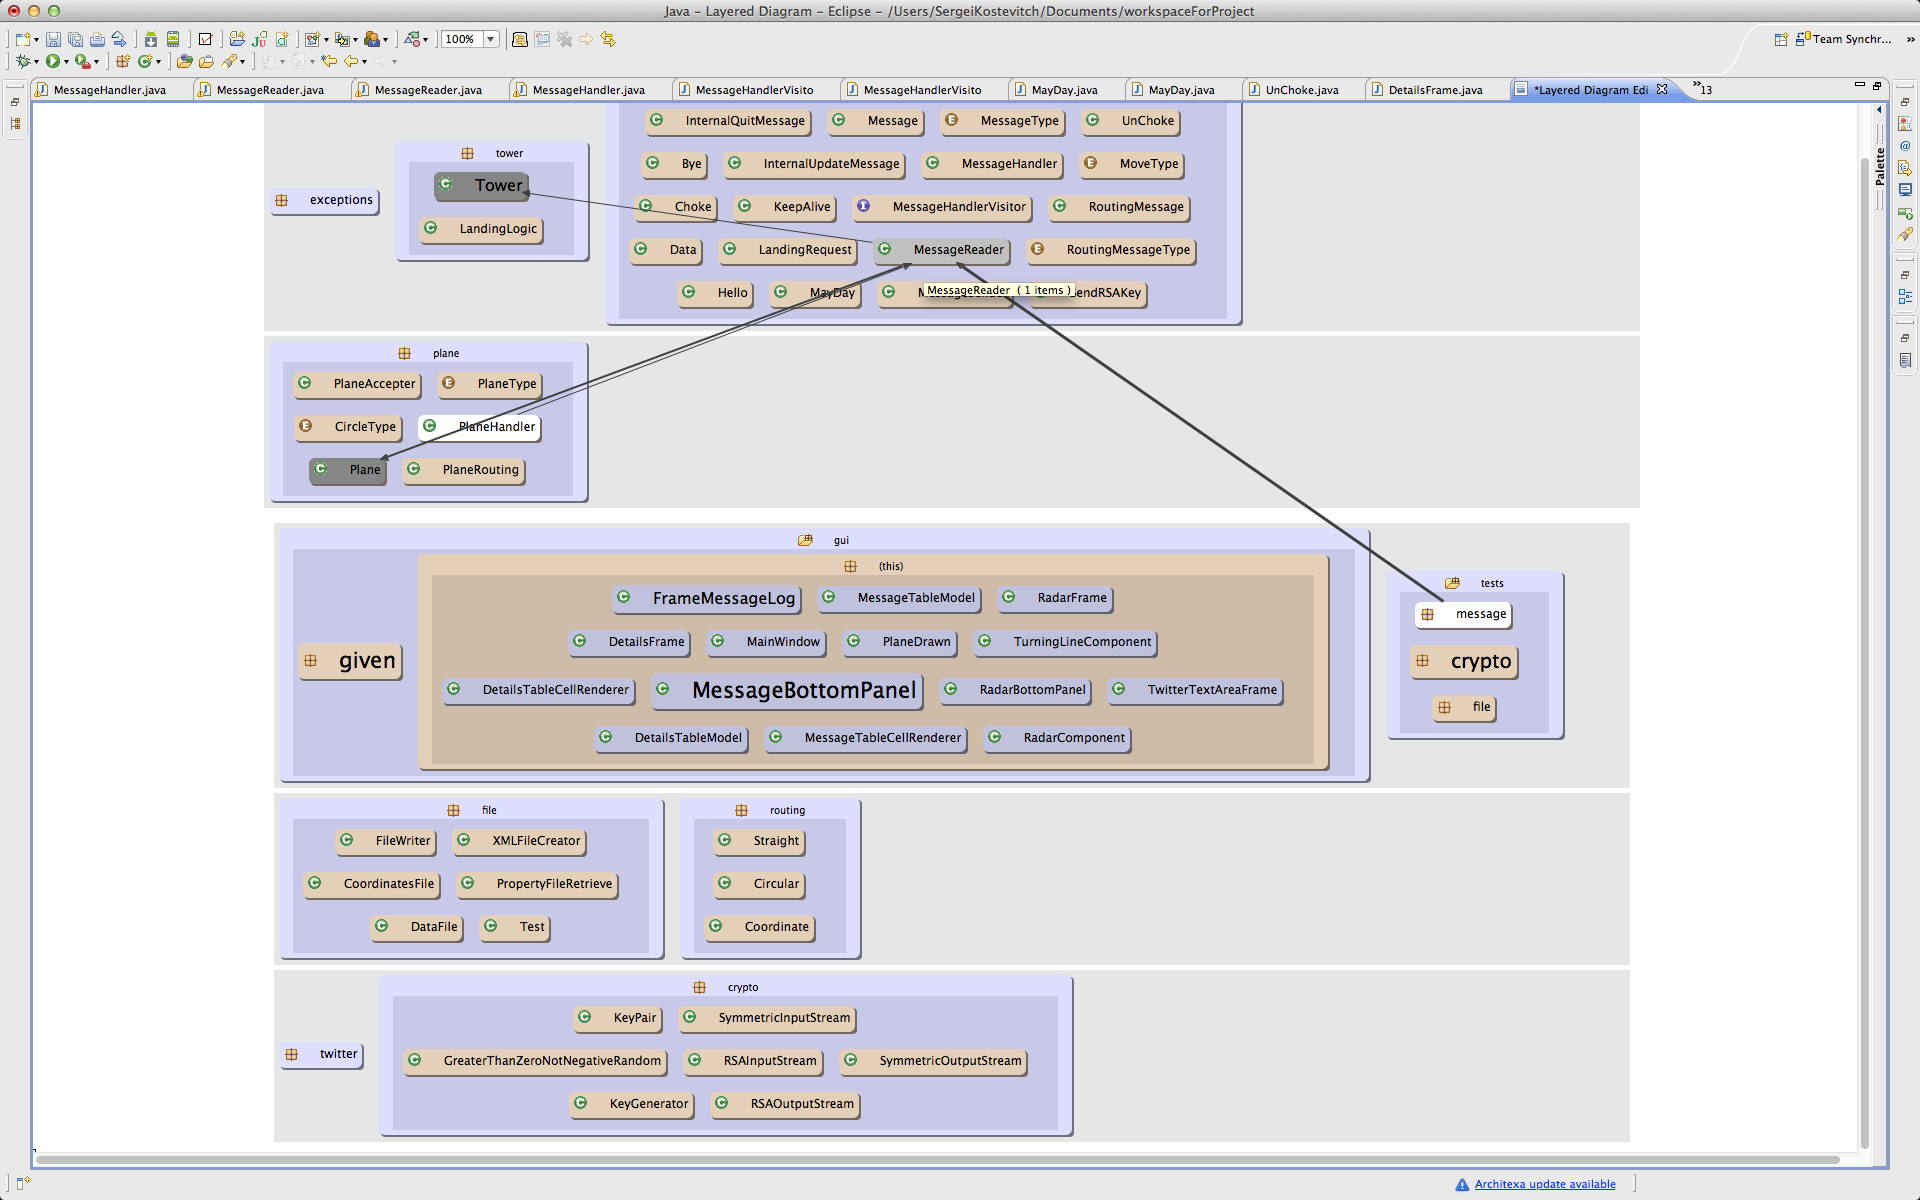 Java – Layered Diagram – Eclipse – /Users/SergeiKostevitch/Documents/workspaceForProject
100%
Team Synchr...
MessageHandler.java
MessageReader.java
MessageReader.java
MessageHandler.java
MessageHandlerVisito
MessageHandlerVisito
MayDay.java
MayDay.java
UnChoke.java
DetailsFrame.java
*Layered Diagram Edi
13
Palette
InternalQuitMessage
Message
MessageType
UnChoke
tower
Bye
InternalUpdateMessage
MessageHandler
MoveType
Tower
exceptions
Choke
KeepAlive
MessageHandlerVisitor
RoutingMessage
LandingLogic
Data
LandingRequest
MessageReader
RoutingMessageType
Hello
MayDay
MessageReader ( 1 items )
endRSAKey
plane
PlaneAccepter
PlaneType
CircleType
PlaneHandler
Plane
PlaneRouting
gui
(this)
tests
FrameMessageLog
MessageTableModel
RadarFrame
message
DetailsFrame
MainWindow
PlaneDrawn
TurningLineComponent
given
crypto
DetailsTableCellRenderer
MessageBottomPanel
RadarBottomPanel
TwitterTextAreaFrame
file
DetailsTableModel
MessageTableCellRenderer
RadarComponent
file
routing
FileWriter
XMLFileCreator
Straight
CoordinatesFile
PropertyFileRetrieve
Circular
DataFile
Test
Coordinate
crypto
KeyPair
SymmetricInputStream
twitter
GreaterThanZeroNotNegativeRandom
RSAInputStream
SymmetricOutputStream
KeyGenerator
RSAOutputStream
Architexa update available